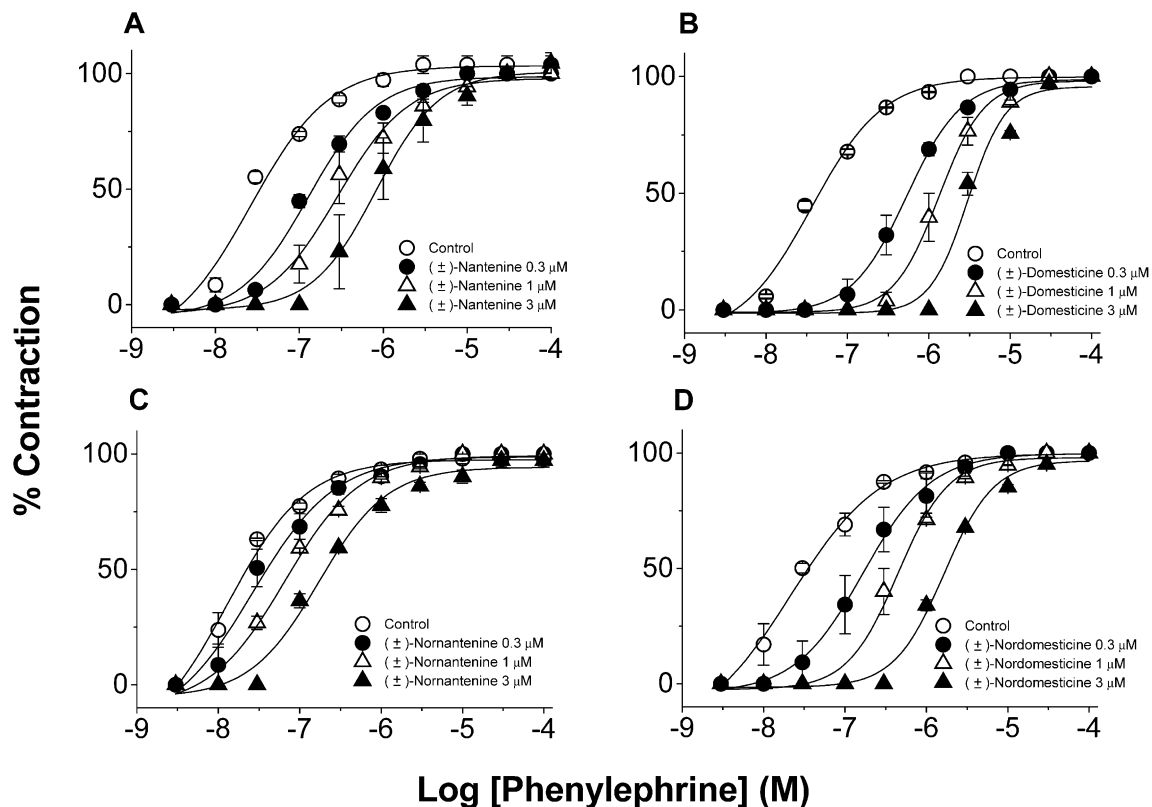 A
100
50
0
-9 -8 -7 -6 -5 -4
Control
(±)-Nantenine 0.3 μM
(±)-Nantenine 1 μM
(±)-Nantenine 3 μM
B
100
50
0
-9 -8 -7 -6 -5 -4
Control
(±)-Domesticine 0.3 μM
(±)-Domesticine 1 μM
(±)-Domesticine 3 μM
% Contraction
C
100
50
0
-9 -8 -7 -6 -5 -4
Control
(±)-Nornantenine 0.3 μM
(±)-Nornantenine 1 μM
(±)-Nornantenine 3 μM
D
100
50
0
-9 -8 -7 -6 -5 -4
Control
(±)-Nordomesticine 0.3 μM
(±)-Nordomesticine 1 μM
(±)-Nordomesticine 3 μM
Log [Phenylephrine] (M)